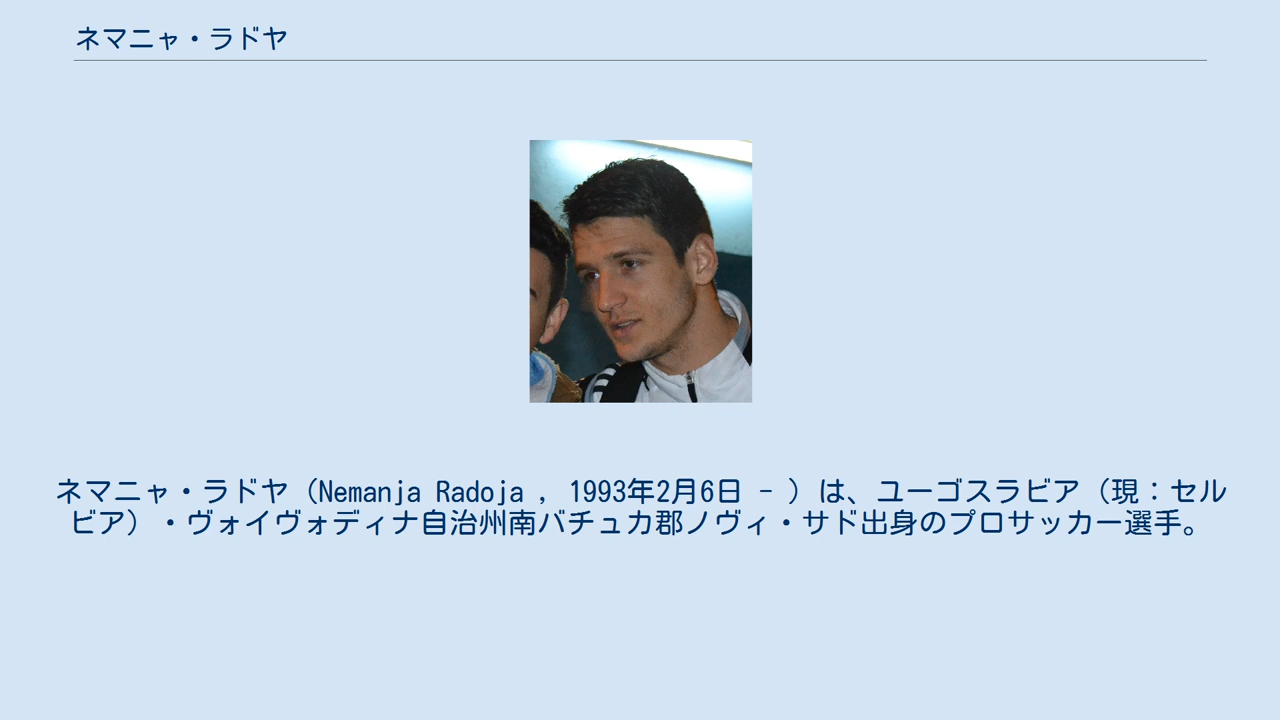 ネマニャ・ラドヤ
ネマニャ・ラドヤ（Nemanja Radoja , 1993年2月6日 - ）は、ユーゴスラビア（現：セル
ビア）・ヴォイヴォディナ自治州南バチュカ郡ノヴィ・サド出身のプロサッカー選手。